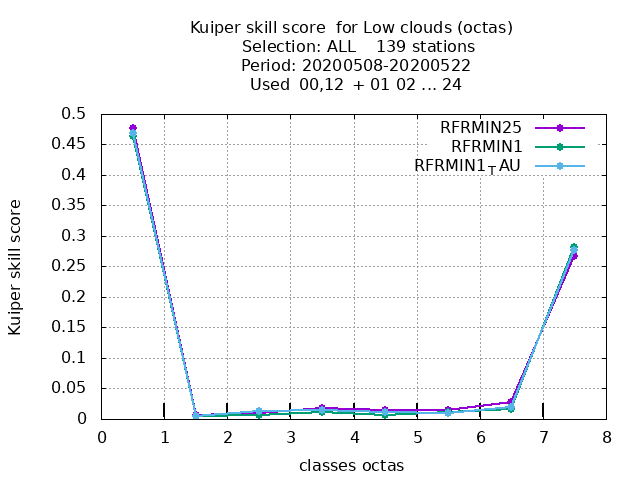 Kuiper skill score  for Low clouds (octas)
Selection: ALL    139 stations
Period: 20200508-20200522
Used  00,12  + 01 02 ... 24
RFRMIN25
RFRMIN1
RFRMIN1TAU
0.5
0.45
0.4
0.35
0.3
0.25
0.2
0.15
0.1
0.05
0
Kuiper skill score
0 1 2 3 4 5 6 7 8
classes octas